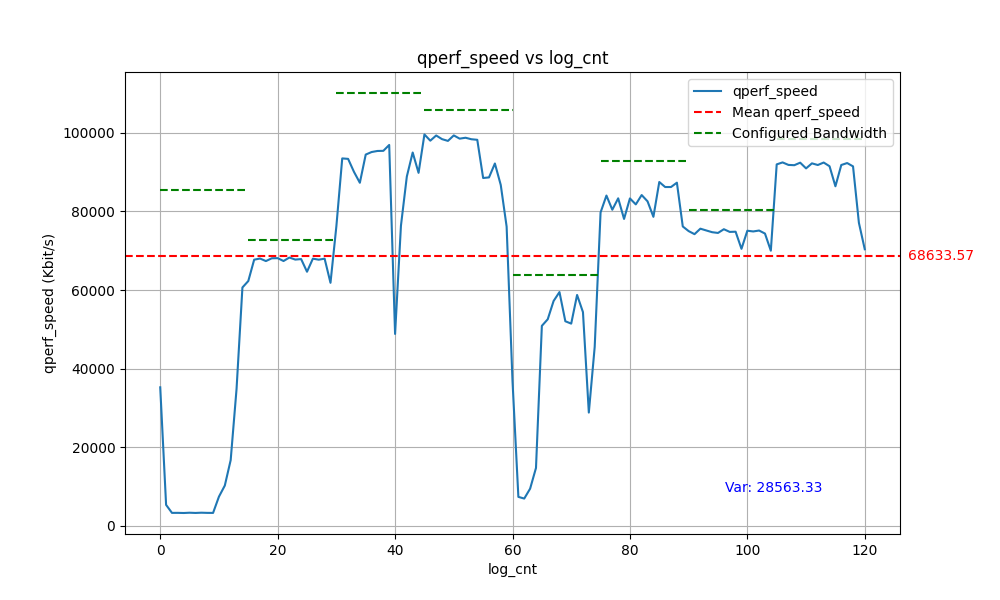 qperf_speed vs log_cnt
qperf_speed
Mean qperf_speed
Configured Bandwidth
qperf_speed (Kbit/s)
100000
80000
60000
40000
20000
0
68633.57
Var: 28563.33
0 20 40 60 80 100 120
log_cnt